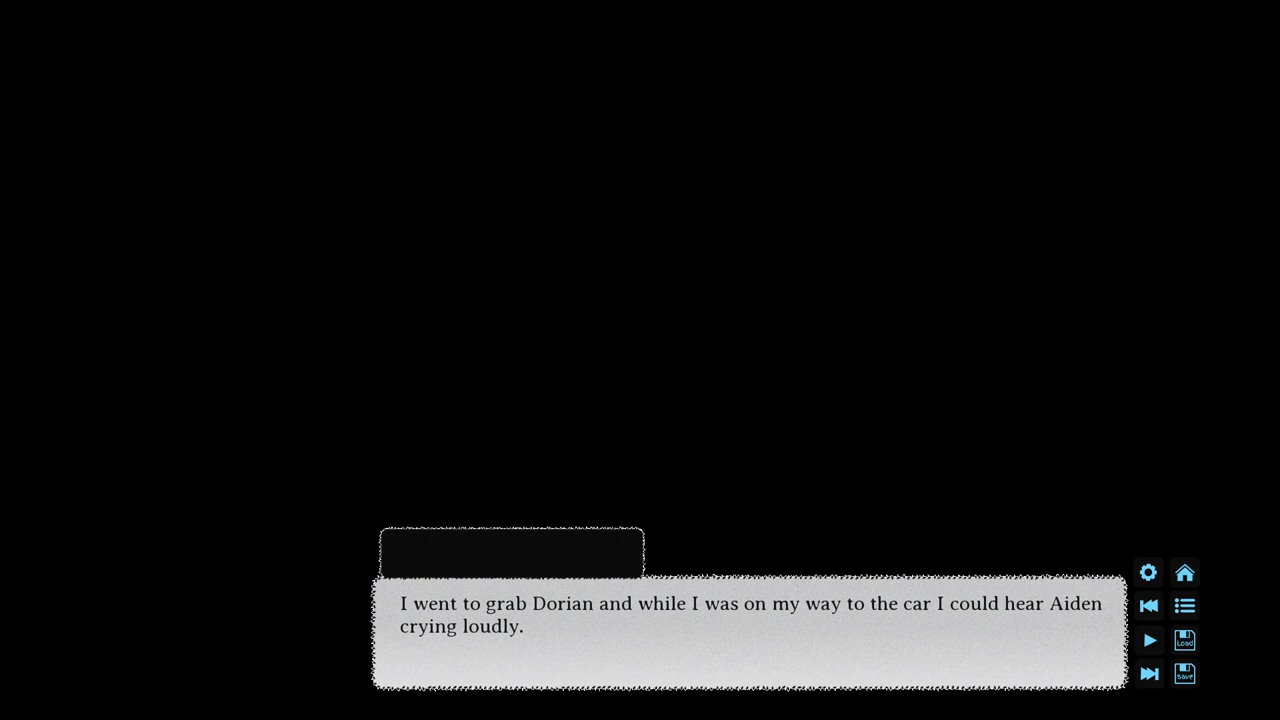 I went to grab Dorian and while I was on my way to the car I could hear Aiden
crying loudly.
Load
Save